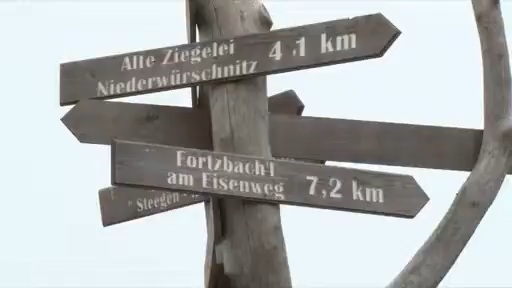 Alte Ziegelei
Niederwürschnitz 4,1 km
Fortzbach'l
am Eisenweg 7,2 km
" Steegen -